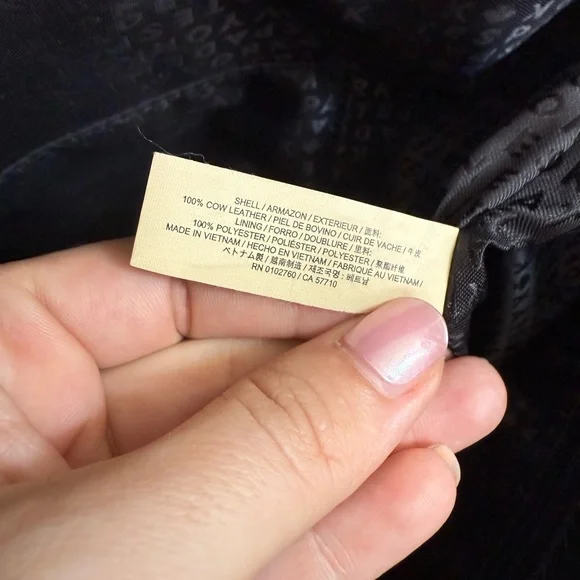 SHELL / ARMAZON / EXTERIEUR / 面料:
100% COW LEATHER / PIEL DE BOVINO / CUIR DE VACHE / 牛皮
LINING / FORRO / DOUBLURE / 里料:
100% POLYESTER / POLIÉSTER / POLYESTER / 聚酯纤维
MADE IN VIETNAM / HECHO EN VIETNAM / FABRIQUÉ AU VIETNAM /
ベトナム製 / 越南制造 / 제조국명 : 베트남
RN 0102760 / CA 57710